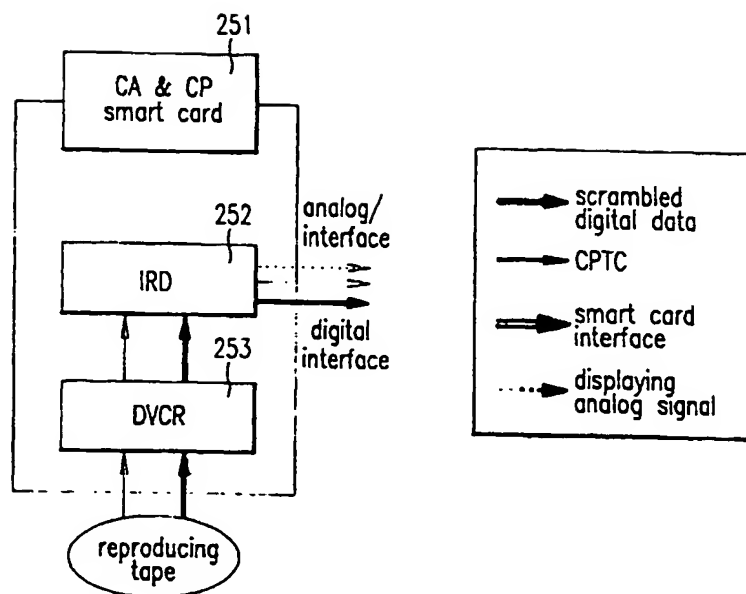 251
CA & CP
smart card
252
analog/
interface
IRD
digital
interface
253
DVCR
reproducing
tape
scrambled
digital data
CPTC
smart card
interface
displaying
analog signal